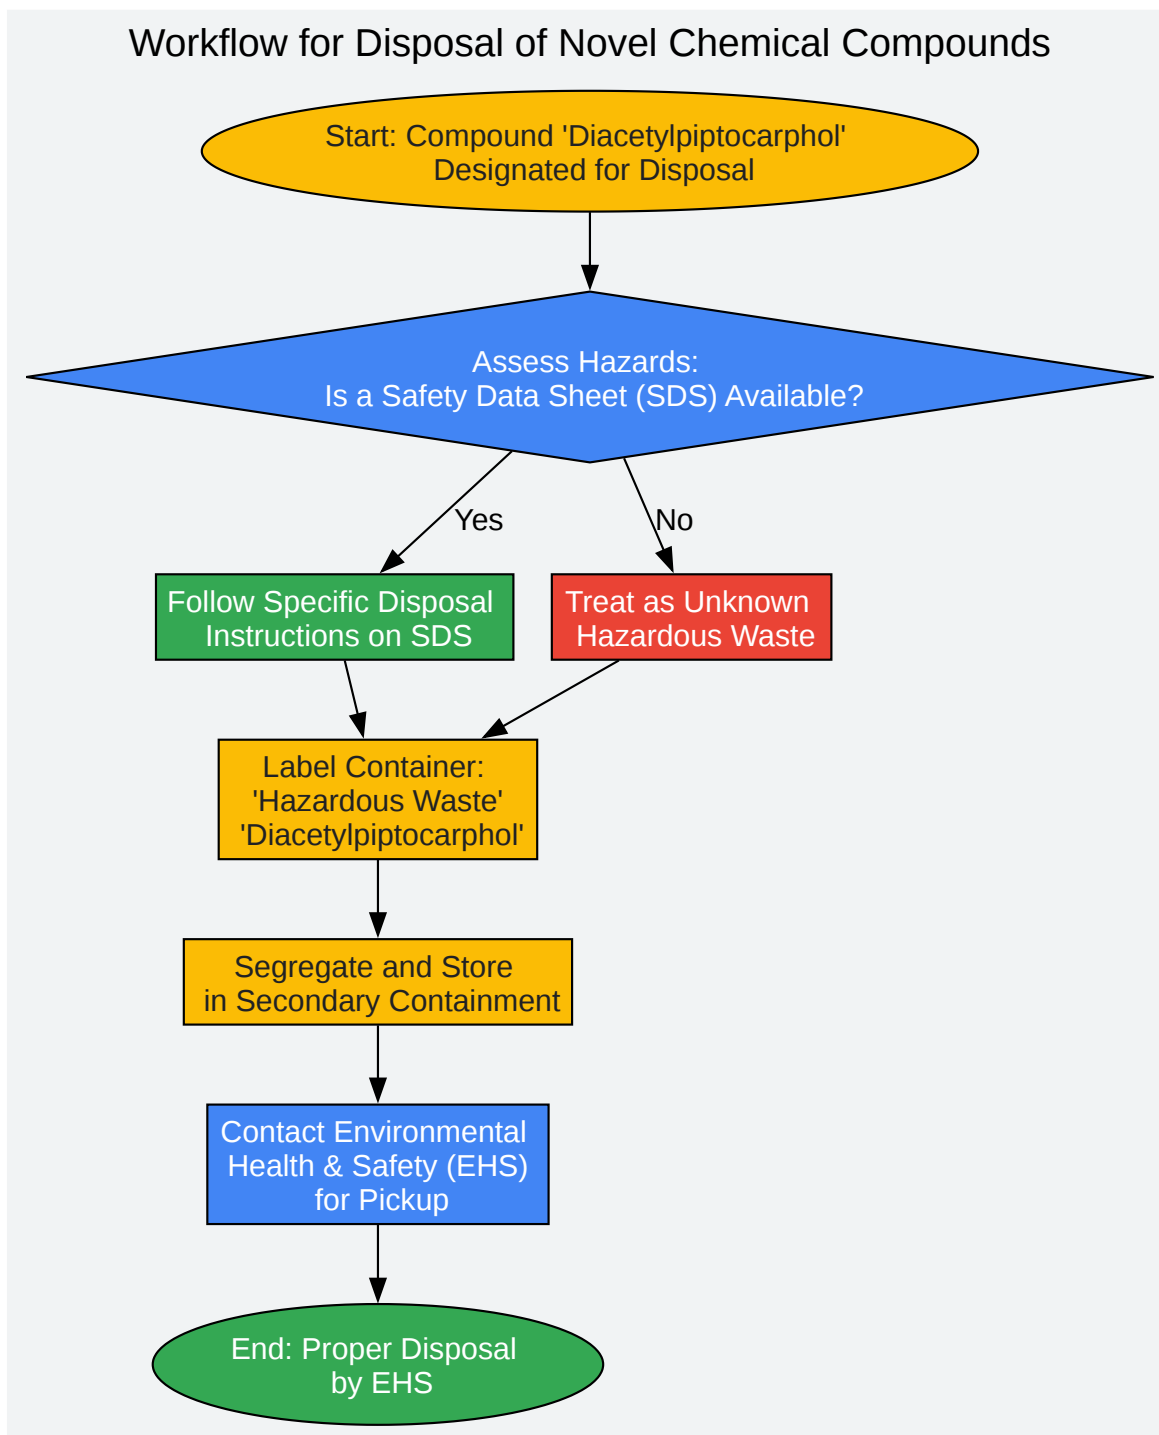 Workflow for Disposal of Novel Chemical Compounds
Start: Compound 'Diacetylpiptocarphol'
Designated for Disposal
Assess Hazards:
Is a Safety Data Sheet (SDS) Available?
Yes
No
Follow Specific Disposal
Instructions on SDS
Treat as Unknown
Hazardous Waste
Label Container:
'Hazardous Waste'
'Diacetylpiptocarphol'
Segregate and Store
in Secondary Containment
Contact Environmental
Health & Safety (EHS)
for Pickup
End: Proper Disposal
by EHS